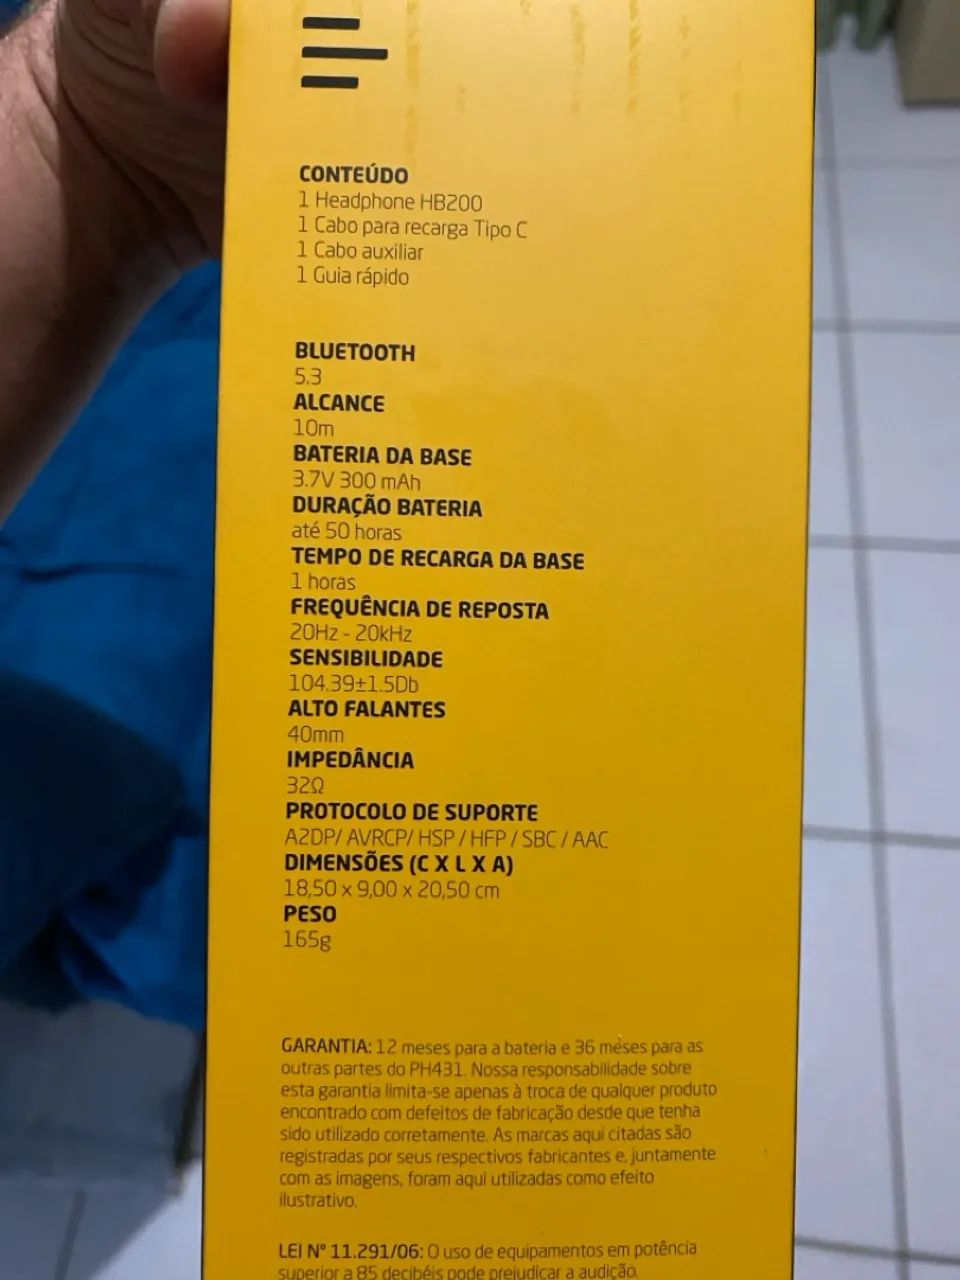 CONTEÚDO
1 Headphone HB200
1 Cabo para recarga Tipo C
1 Cabo auxiliar
1 Guia rápido
BLUETOOTH
5.3
ALCANCE
10m
BATERIA DA BASE
3.7V 300 mAh
DURAÇÃO BATERIA
até 50 horas
TEMPO DE RECARGA DA BASE
1 horas
FREQUÊNCIA DE REPOSTA
20Hz - 20kHz
SENSIBILIDADE
104.39±1.5Db
ALTO FALANTES
40mm
IMPEDÂNCIA
32Ω
PROTOCOLO DE SUPORTE
A2DP/ AVRCP/ HSP / HFP / SBC / AAC
DIMENSÕES (C X L X A)
18,50 x 9,00 x 20,50 cm
PESO
165g
GARANTIA: 12 meses para a bateria e 36 meses para as
outras partes do PH431. Nossa responsabilidade sobre
esta garantia limita-se apenas à troca de qualquer produto
encontrado com defeitos de fabricação desde que tenha
sido utilizado corretamente. As marcas aqui citadas são
registradas por seus respectivos fabricantes e, juntamente
com as imagens, foram aqui utilizadas como efeito
ilustrativo.
LEI Nº 11.291/06: O uso de equipamentos em potência
superior a 85 decibéis pode prejudicar a audição.